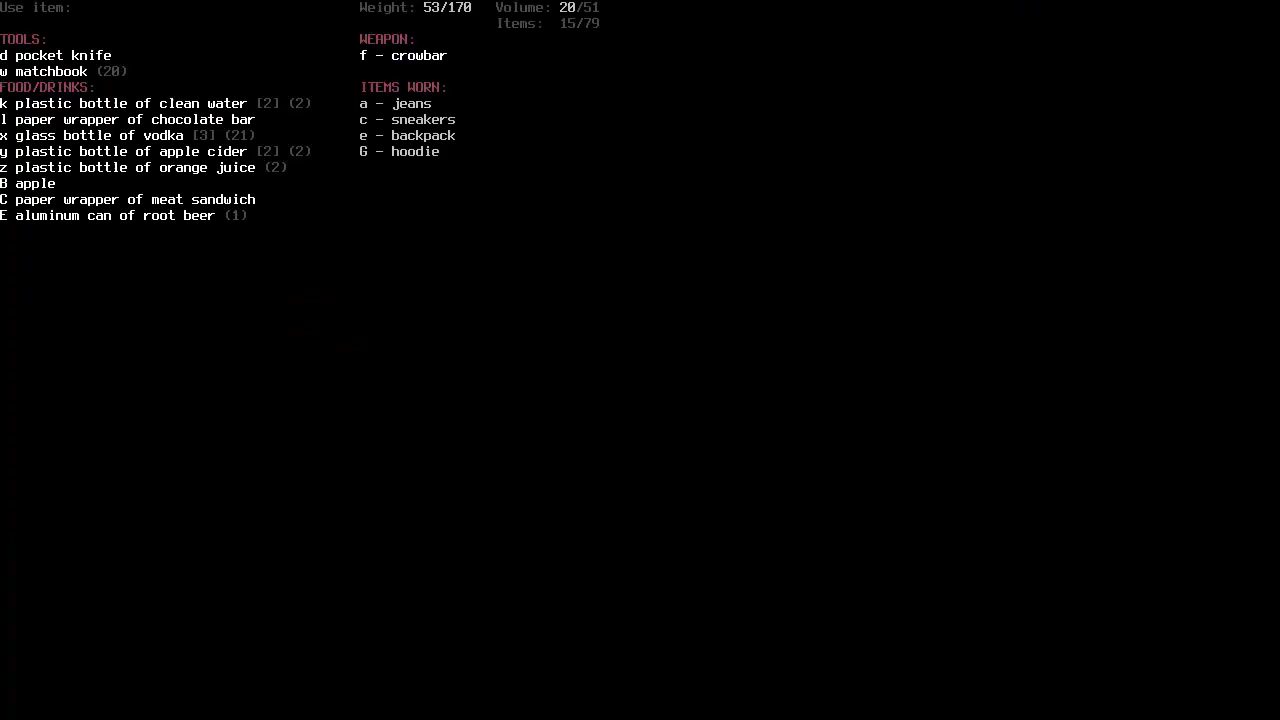 Use item: Weight: 53/170 Volume: 20/51
Items: 15/79
TOOLS: WEAPON:
d pocket knife f - crowbar
w matchbook (20)
FOOD/DRINKS: ITEMS WORN:
k plastic bottle of clean water [2] (2) a - jeans
l paper wrapper of chocolate bar c - sneakers
x glass bottle of vodka [3] (21) e - backpack
y plastic bottle of apple cider [2] (2) G - hoodie
z plastic bottle of orange juice (2)
B apple
C paper wrapper of meat sandwich
E aluminum can of root beer (1)